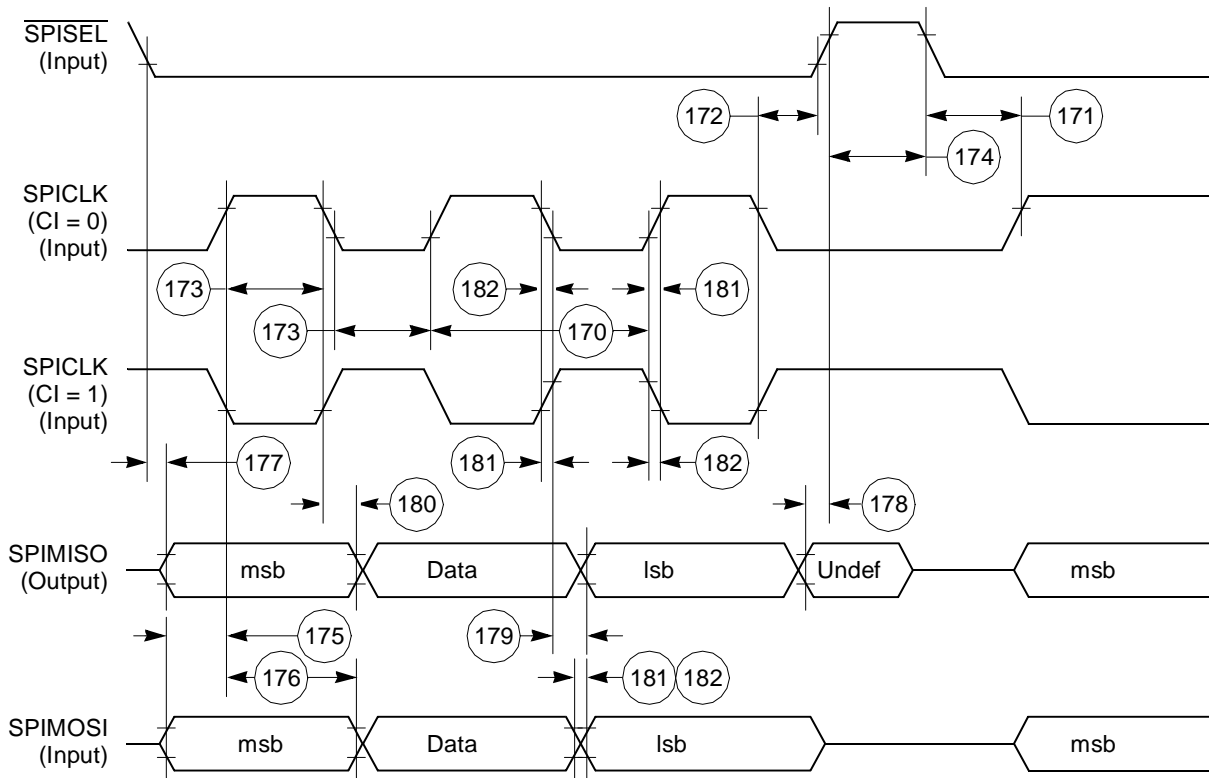 SPISEL
(Input)
172
171
174
SPICLK
(CI = 0)
(Input)
173
182
181
173
170
SPICLK
(CI = 1)
(Input)
177
181
182
180
178
SPIMISO
(Output)
msb
Data
lsb
Undef
msb
175
179
176
181
182
SPIMOSI
(Input)
msb
Data
lsb
msb